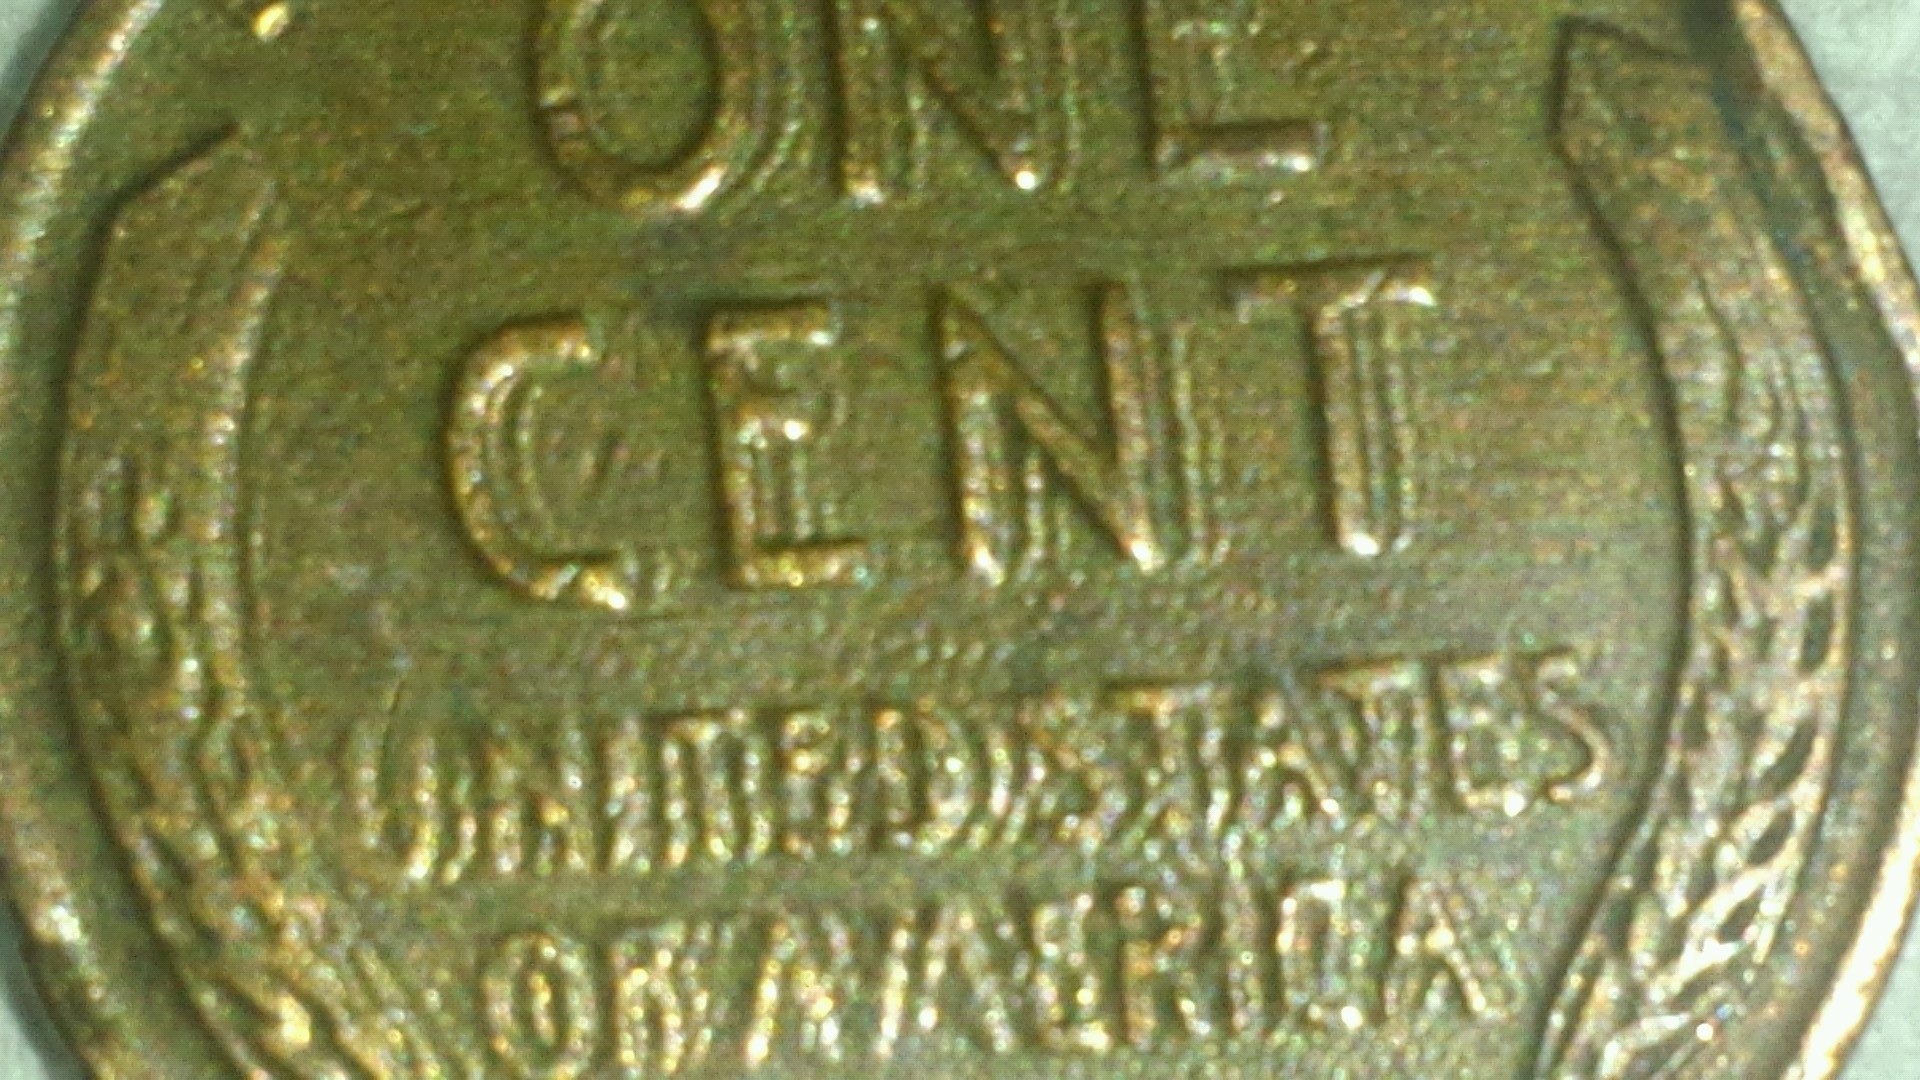 ONE
CENT
UNITED STATES
OF AMERICA